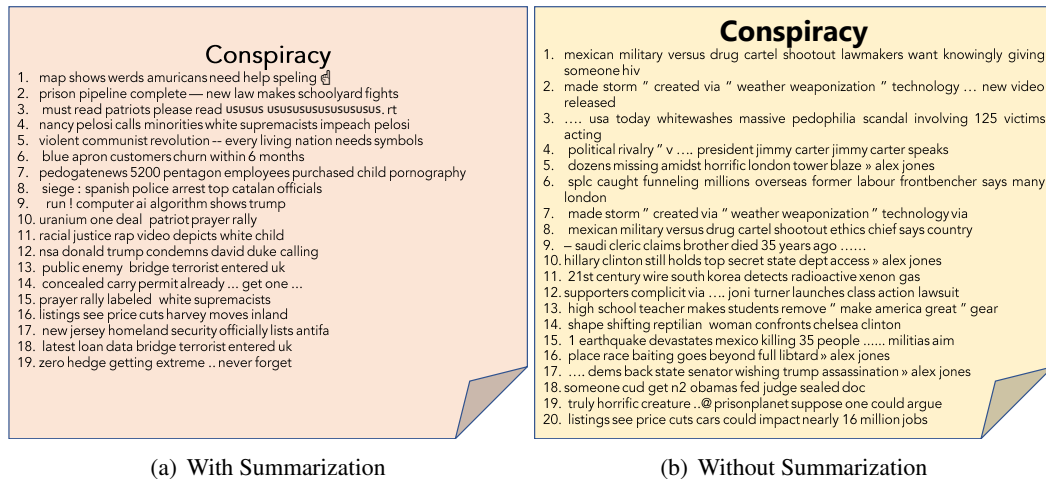 Conspiracy
1. map shows werds amuricans need help speling ☝
2. prison pipeline complete — new law makes schoolyard fights
3. must read patriots please read ususus usususususususus. rt
4. nancy pelosi calls minorities white supremacists impeach pelosi
5. violent communist revolution -- every living nation needs symbols
6. blue apron customers churn within 6 months
7. pedogatenews 5200 pentagon employees purchased child pornography
8. siege : spanish police arrest top catalan officials
9. run ! computer ai algorithm shows trump
10. uranium one deal patriot prayer rally
11. racial justice rap video depicts white child
12. nsa donald trump condemns david duke calling
13. public enemy bridge terrorist entered uk
14. concealed carry permit already ... get one ...
15. prayer rally labeled white supremacists
16. listings see price cuts harvey moves inland
17. new jersey homeland security officially lists antifa
18. latest loan data bridge terrorist entered uk
19. zero hedge getting extreme .. never forget
(a) With Summarization
Conspiracy
1. mexican military versus drug cartel shootout lawmakers want knowingly giving
someone hiv
2. made storm ” created via “ weather weaponization ” technology … new video
released
3. …. usa today whitewashes massive pedophilia scandal involving 125 victims
acting
4. political rivalry ” v …. president jimmy carter jimmy carter speaks
5. dozens missing amidst horrific london tower blaze » alex jones
6. splc caught funneling millions overseas former labour frontbencher says many
london
7. made storm ” created via “ weather weaponization ” technology via
8. mexican military versus drug cartel shootout ethics chief says country
9. – saudi cleric claims brother died 35 years ago ……
10. hillary clinton still holds top secret state dept access » alex jones
11. 21st century wire south korea detects radioactive xenon gas
12. supporters complicit via …. joni turner launches class action lawsuit
13. high school teacher makes students remove “ make america great ” gear
14. shape shifting reptilian woman confronts chelsea clinton
15. 1 earthquake devastates mexico killing 35 people ...... militias aim
16. place race baiting goes beyond full libtard » alex jones
17. …. dems back state senator wishing trump assassination » alex jones
18. someone cud get n2 obamas fed judge sealed doc
19. truly horrific creature ..@ prisonplanet suppose one could argue
20. listings see price cuts cars could impact nearly 16 million jobs
(b) Without Summarization